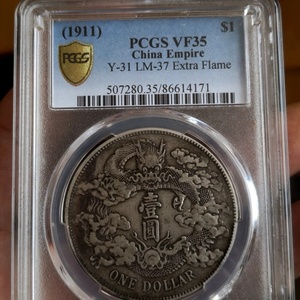 (1911) $1
PCGS VF35
China Empire
Y-31 LM-37 Extra Flame
507280.35/86614171
PCGS
壹
圓
ONE DOLLAR